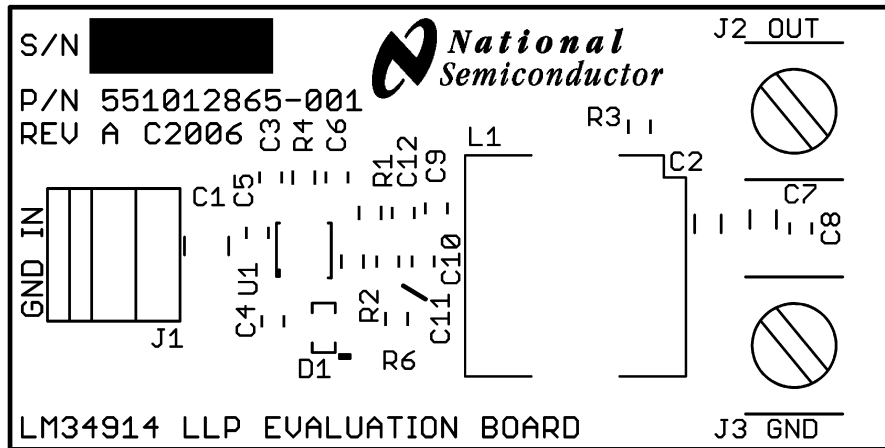 S/N
National
Semiconductor
J2 OUT
P/N 551012865-001
REV A C2006
C3
R4
C6
R3
L1
C2
R1
C12
C9
C1
C5
C7
C8
GND IN
U1
C10
J1
C4
R2
C11
D1
R6
LM34914 LLP EVALUATION BOARD
J3 GND